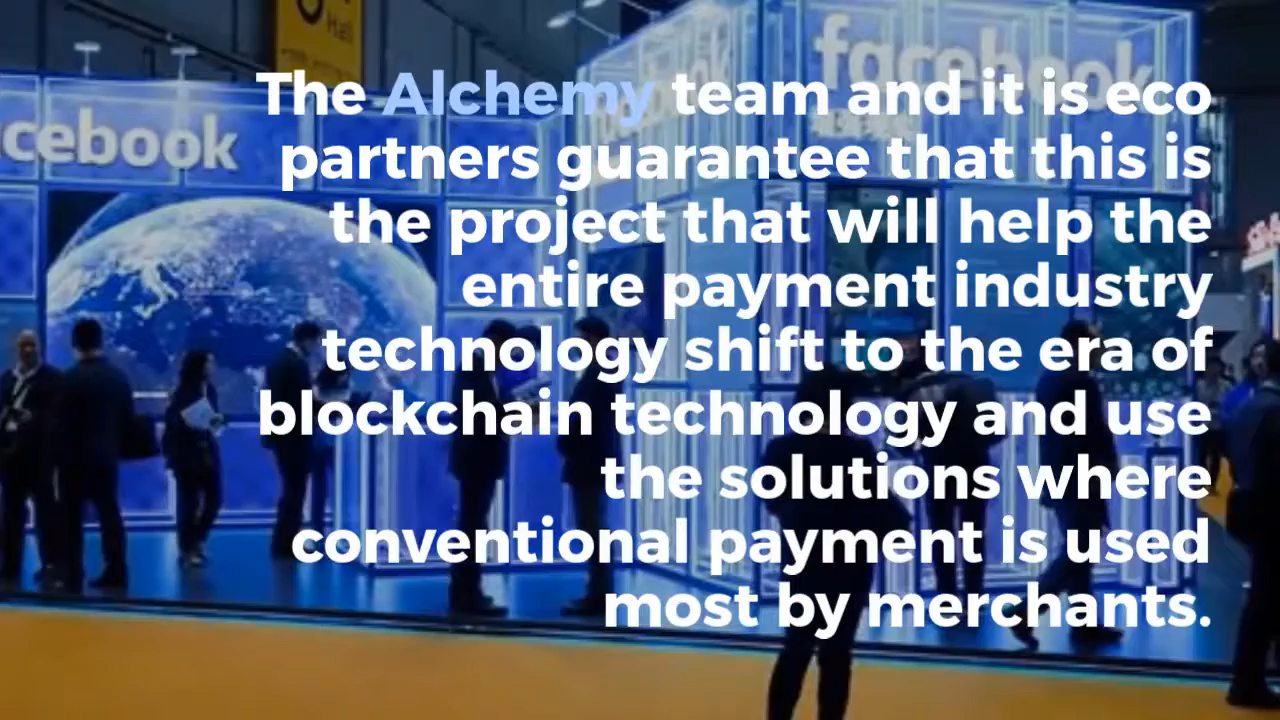 Hall
facebook
cebook
The Alchemy team and it is eco
partners guarantee that this is
the project that will help the
entire payment industry
technology shift to the era of
blockchain technology and use
the solutions where
conventional payment is used
most by merchants.